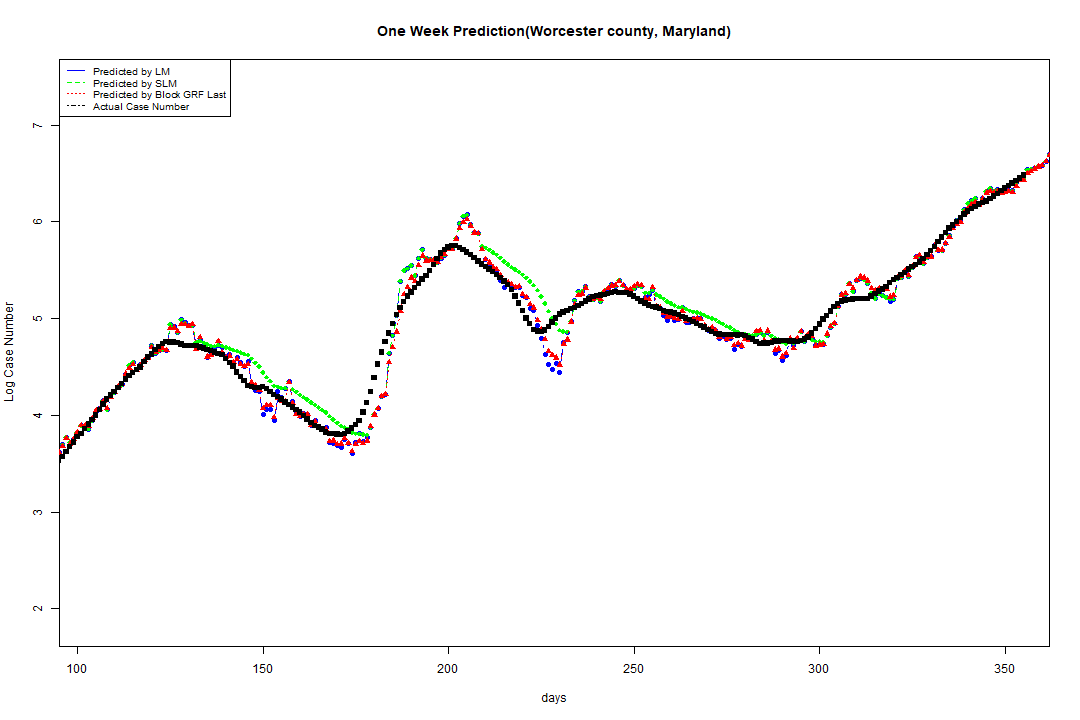 One Week Prediction(Worcester county, Maryland)
Predicted by LM
Predicted by SLM
Predicted by Block GRF Last
Actual Case Number
7
6
5
4
3
2
Log Case Number
100 150 200 250 300 350
days